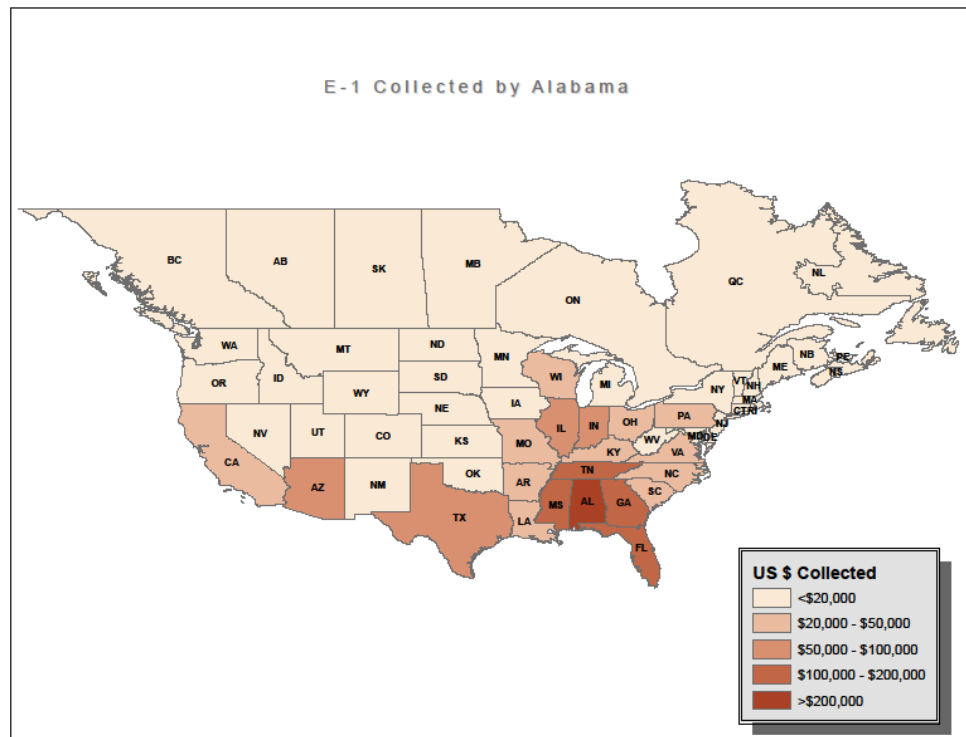 E-1 Collected by Alabama
BC
AB
SK
MB
ON
QC
NL
WA
MT
ND
MN
ME
NB
PE
NS
OR
ID
WY
SD
WI
MI
NY
VT
NH
MA
CT
RI
NV
UT
CO
NE
IA
IL
IN
OH
PA
NJ
MD
DE
CA
KS
MO
KY
WV
VA
AZ
NM
OK
AR
TN
NC
SC
TX
LA
MS
AL
GA
FL
US $ Collected
<$20,000
$20,000 - $50,000
$50,000 - $100,000
$100,000 - $200,000
>$200,000